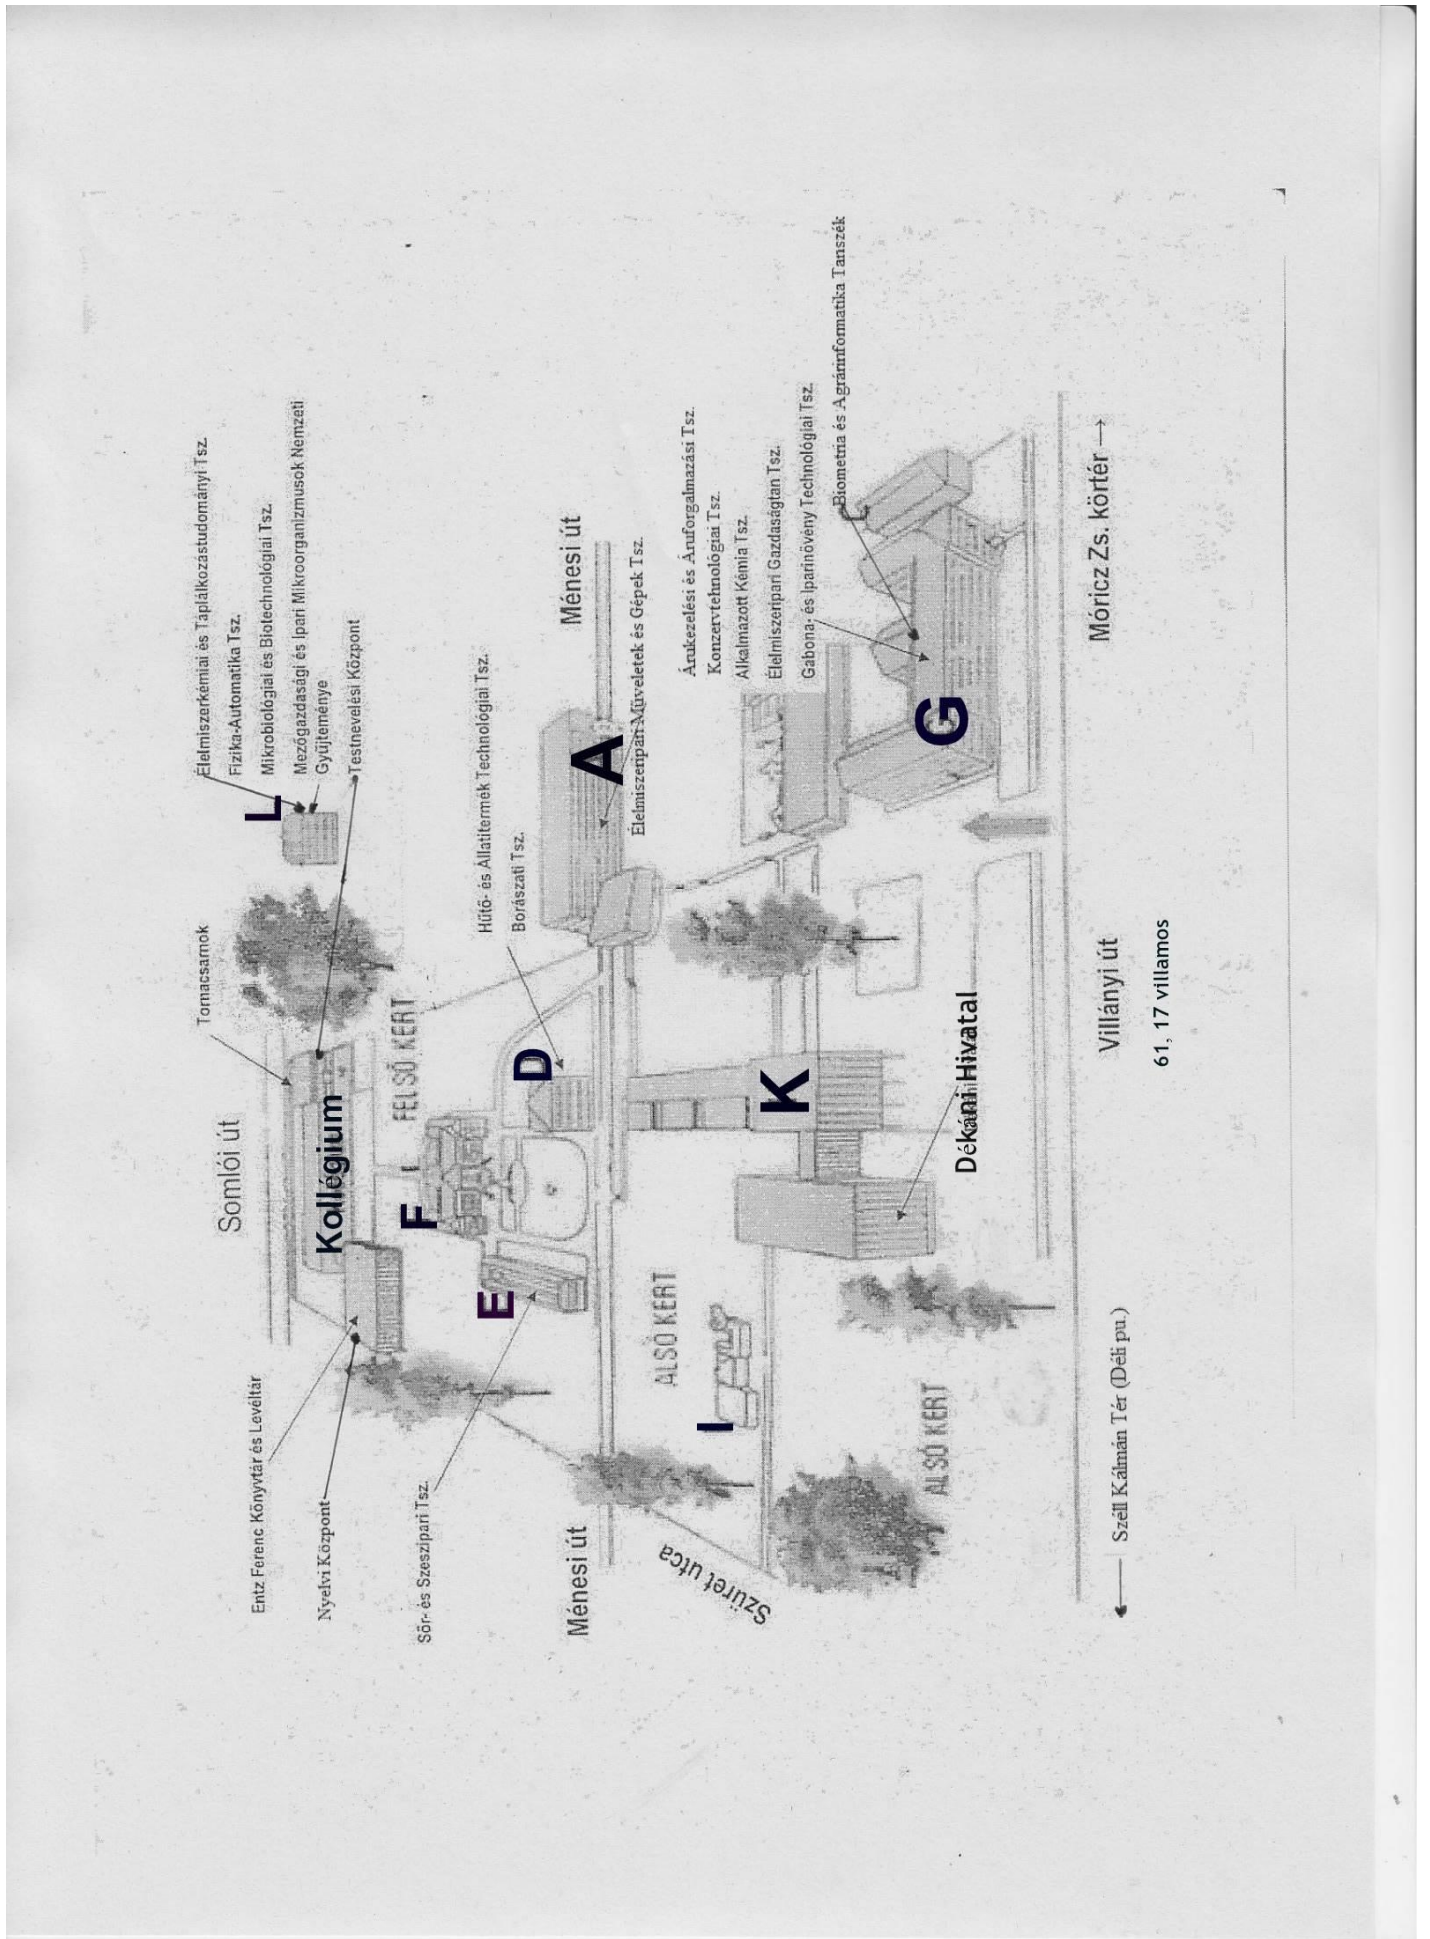 Somlói út
Tornacsarnok
L
Élelmiszerkémiai és Táplálkozástudományi Tsz.
Fizika-Automatika Tsz.
Mikrobiológiai és Biotechnológiai Tsz.
Mezőgazdasági és Ipari Mikroorganizmusok Nemzeti
Gyűjteménye
Testnevelési Központ
Entz Ferenc Könyvtár és Levéltár
Nyelvi Központ
Kollégium
FELSŐ KERT
F
Sör- és Szeszipari Tsz.
E
D
Hűtő- és Állatitermék Technológiai Tsz.
Borászati Tsz.
Ménesi út
A
Ménesi út
Élelmiszeripari Műveletek és Gépek Tsz.
ALSÓ KERT
Szüret utca
I
K
Árukezelési és Áruforgalmazási Tsz.
Konzervtehnológiai Tsz.
Alkalmazott Kémia Tsz.
Élelmiszeripari Gazdaságtan Tsz.
Gabona- és Iparinövény Technológiai Tsz.
Biometria és Agrárinformatika Tanszék
G
ALSÓ KERT
Dékáni Hivatal
Széll Kálmán Tér (Déli pu.)
Villányi út
Móricz Zs. körtér
61, 17 villamos